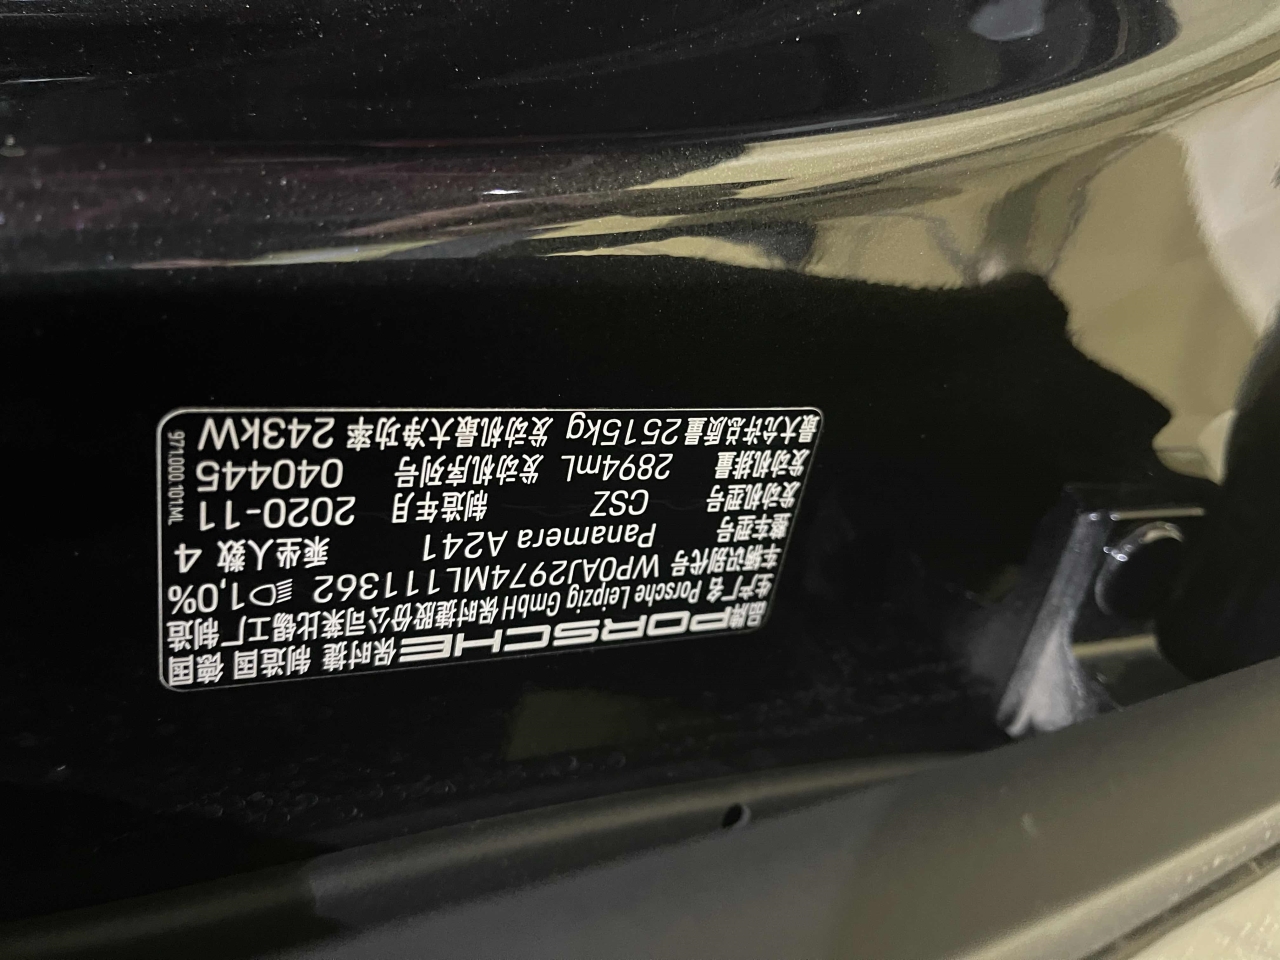 品牌 PORSCHE 保时捷 制造国 德国
生产厂名 Porsche Leipzig GmbH 保时捷股份公司莱比锡工厂制造
车辆识别代号 WP0AJ2974ML111362 1,0%
整车型号 Panamera A241 乘坐人数 4
发动机型号 CSZ 制造年月 2020-11
发动机排量 2894mL 发动机序列号 040445
最大允许总质量 2515kg 发动机最大净功率 243kW
971.000.101ML